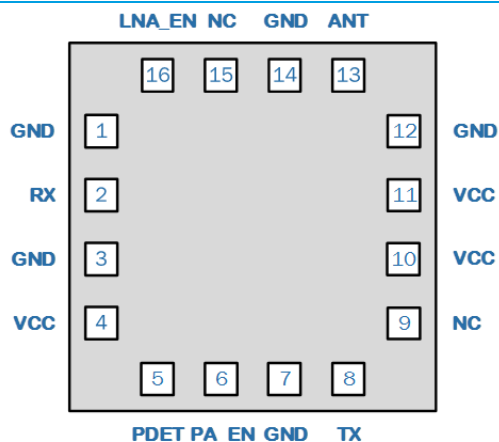 LNA_EN NC GND ANT
16 15 14 13
GND 1 12 GND
RX 2 11 VCC
GND 3 10 VCC
VCC 4 9 NC
5 6 7 8
PDET PA_EN GND TX